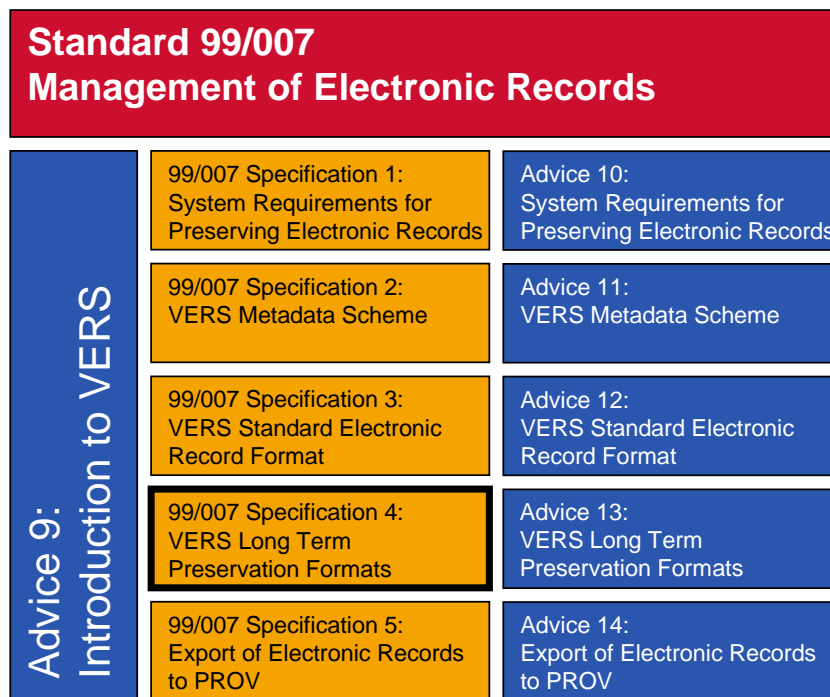 Standard 99/007
Management of Electronic Records
Advice 9:
Introduction to VERS
99/007 Specification 1:
System Requirements for
Preserving Electronic Records
Advice 10:
System Requirements for
Preserving Electronic Records
99/007 Specification 2:
VERS Metadata Scheme
Advice 11:
VERS Metadata Scheme
99/007 Specification 3:
VERS Standard Electronic
Record Format
Advice 12:
VERS Standard Electronic
Record Format
99/007 Specification 4:
VERS Long Term
Preservation Formats
Advice 13:
VERS Long Term
Preservation Formats
99/007 Specification 5:
Export of Electronic Records
to PROV
Advice 14:
Export of Electronic Records
to PROV